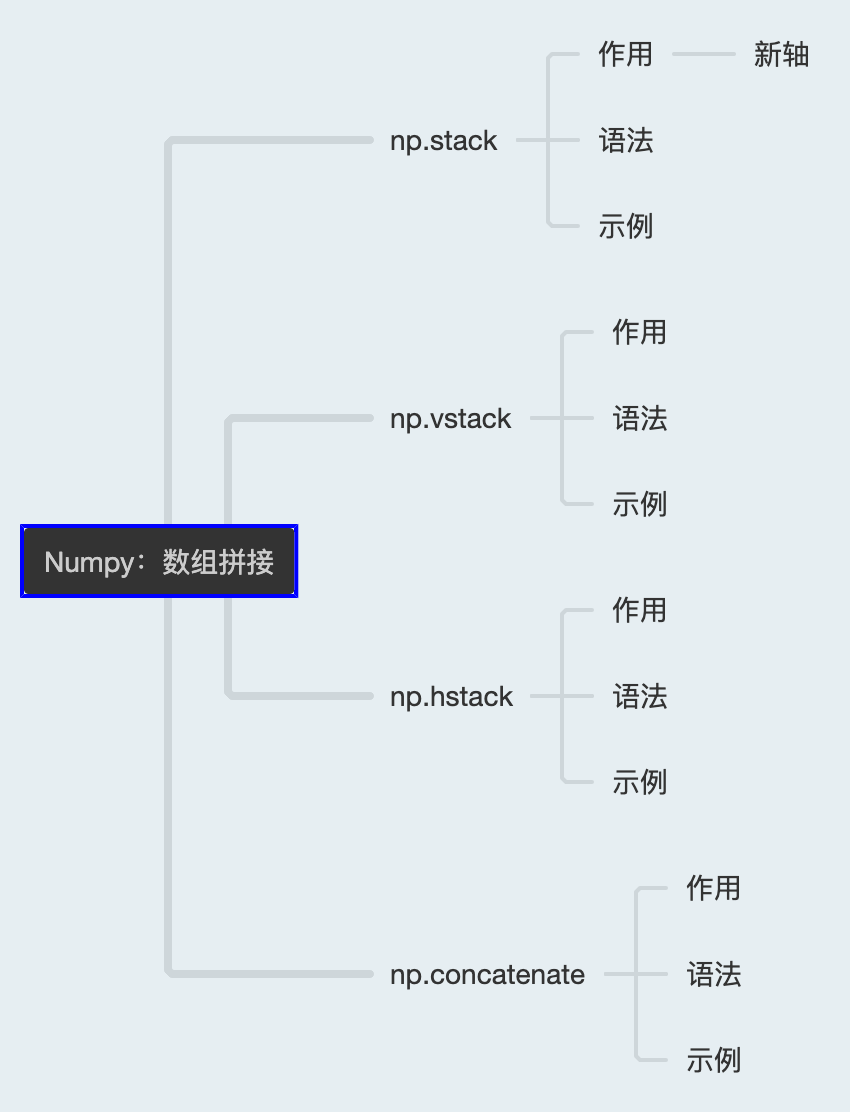 Numpy：数组拼接
np.stack
作用
新轴
语法
示例
np.vstack
作用
语法
示例
np.hstack
作用
语法
示例
np.concatenate
作用
语法
示例